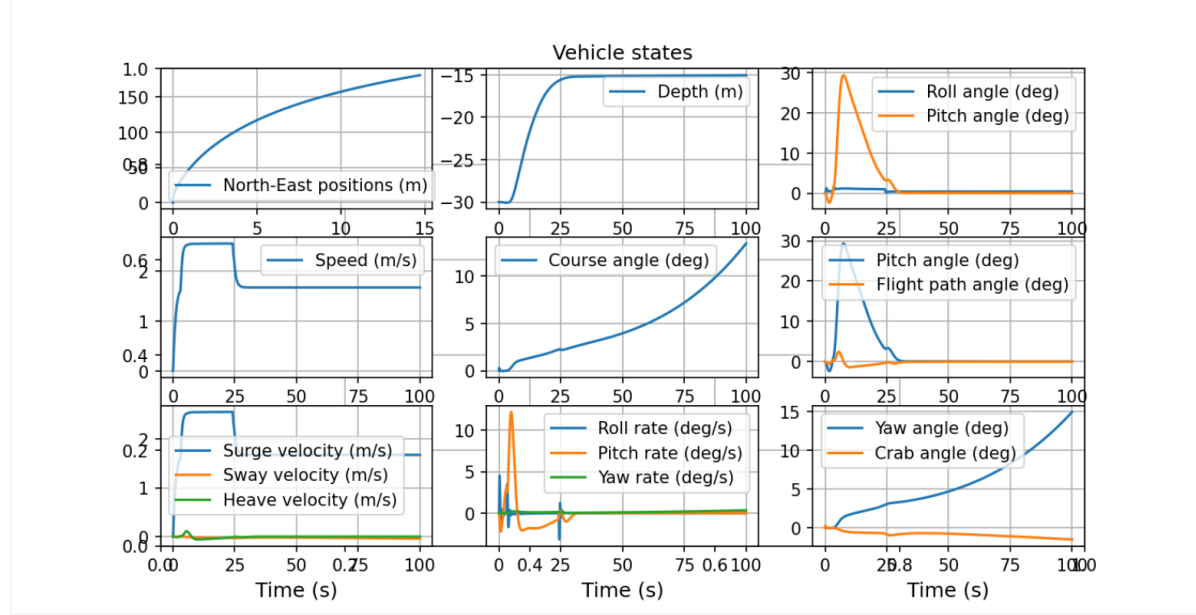 Vehicle states
1.0
150
100
0.8
50
0
North-East positions (m)
0 5 10 15
−15
−20
−25
−30
Depth (m)
0 25 50 75 100
30
20
10
0
Roll angle (deg)
Pitch angle (deg)
0 25 50 75 100
0.6
2
1
0.4
0
Speed (m/s)
0 25 50 75 100
10
5
0
Course angle (deg)
0 25 50 75 100
30
20
10
0
Pitch angle (deg)
Flight path angle (deg)
0 25 50 75 100
2
0.2
1
0
0.0
Surge velocity (m/s)
Sway velocity (m/s)
Heave velocity (m/s)
0.0 0 25 50 0.2 75 100
Time (s)
10
5
0
Roll rate (deg/s)
Pitch rate (deg/s)
Yaw rate (deg/s)
0 0.4 25 50 75 0.6 100
Time (s)
15
10
5
0
Yaw angle (deg)
Crab angle (deg)
0 25 0.8 50 75 100 1.0
Time (s)